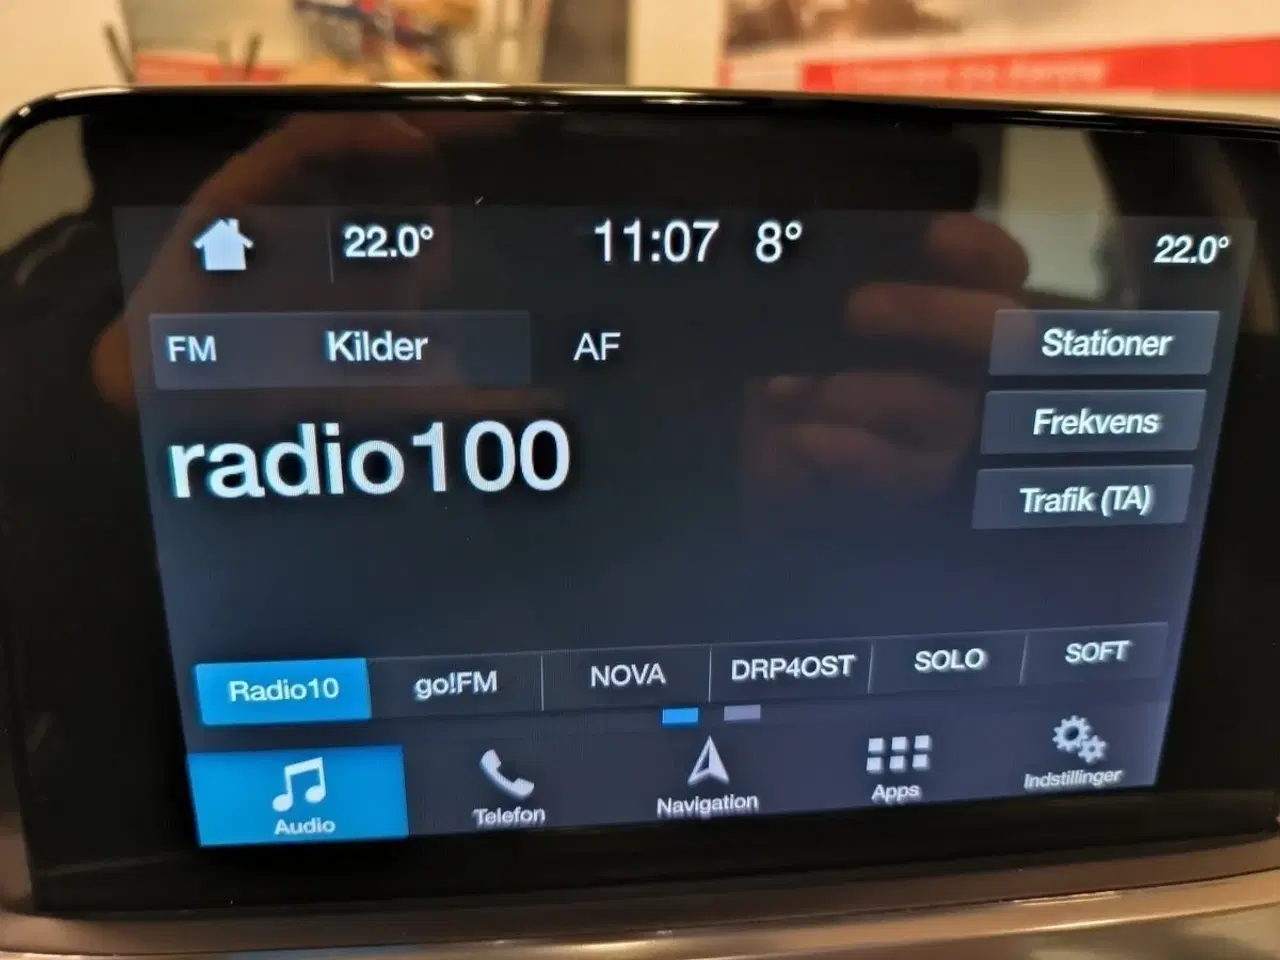 22.0° 11:07 8° 22.0°
FM Kilder AF Stationer
radio100
Frekvens
Trafik (TA)
Radio10 go!FM NOVA DRP4OST SOLO SOFT
Audio Telefon Navigation Apps Indstillinger